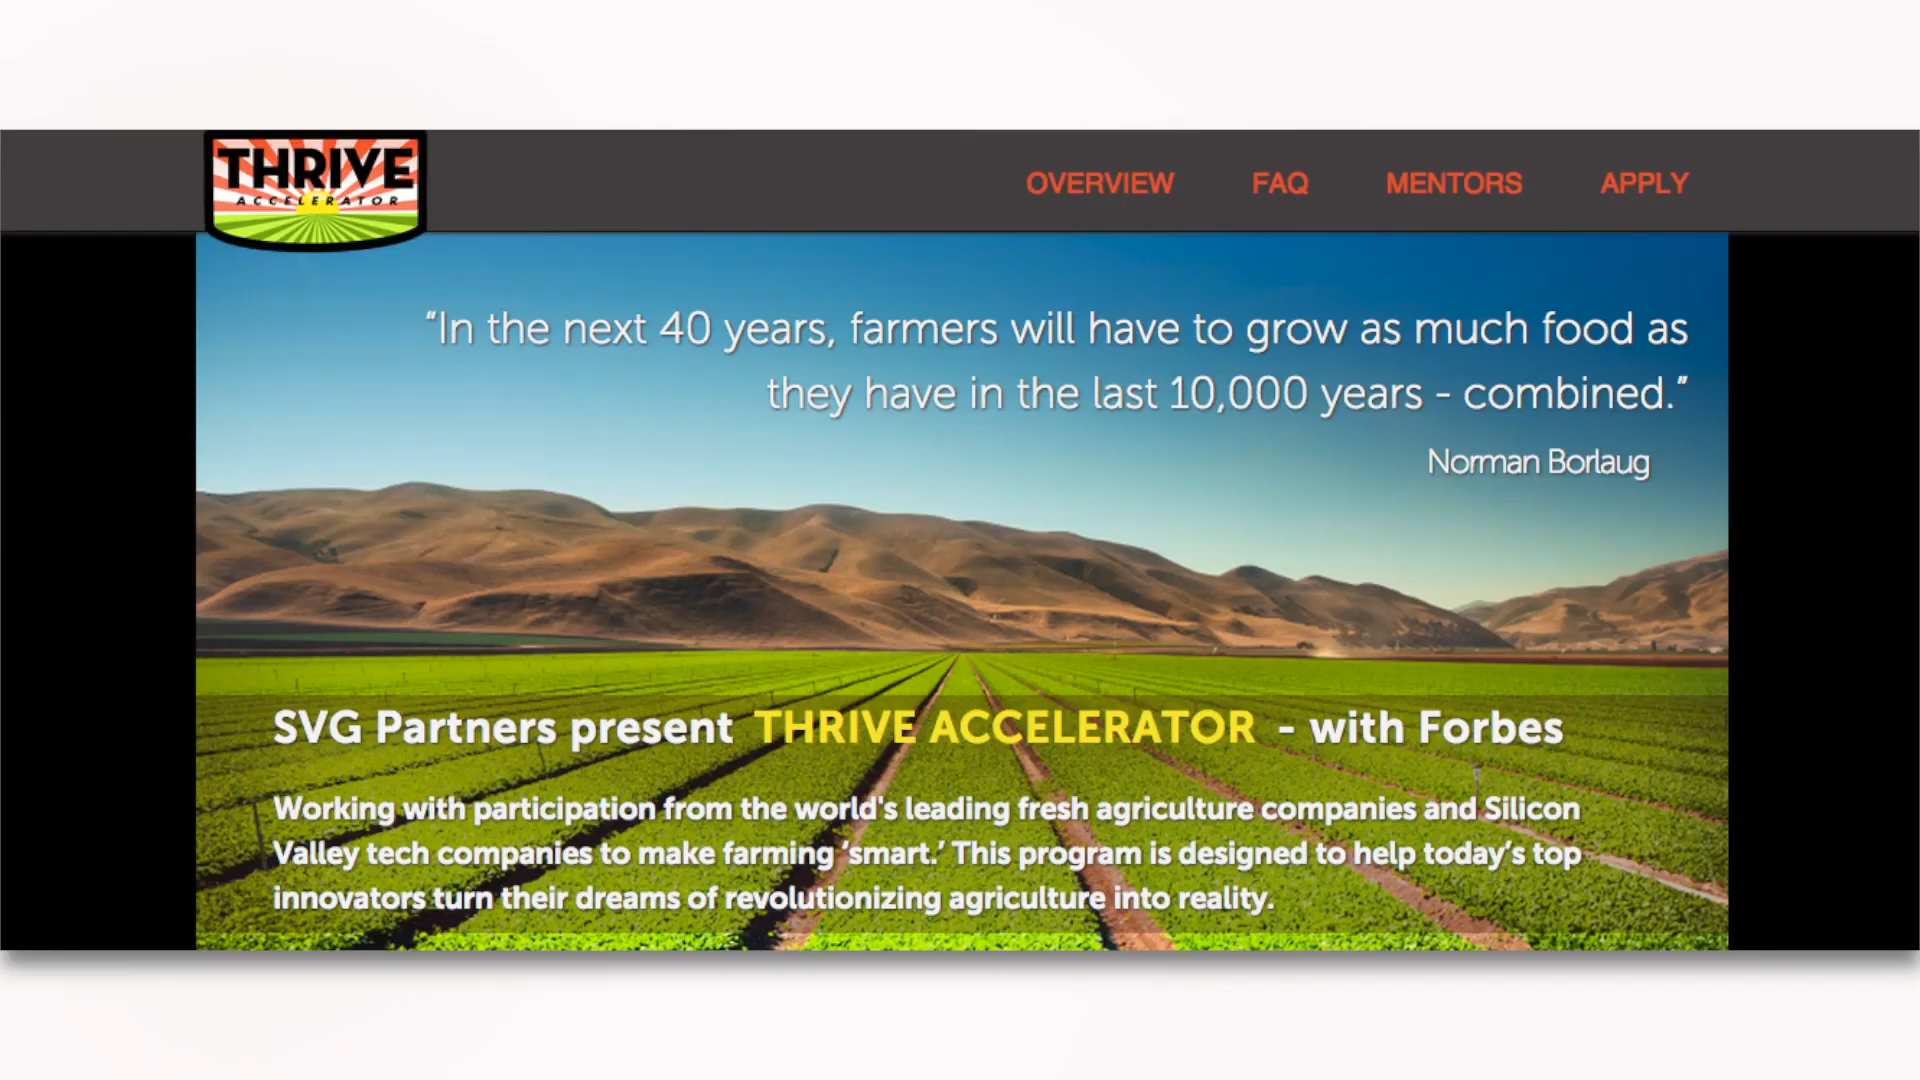 THRIVE
ACCELERATOR
OVERVIEW FAQ MENTORS APPLY
“In the next 40 years, farmers will have to grow as much food as
they have in the last 10,000 years - combined.”
Norman Borlaug
SVG Partners present THRIVE ACCELERATOR - with Forbes
Working with participation from the world's leading fresh agriculture companies and Silicon
Valley tech companies to make farming ‘smart.’ This program is designed to help today’s top
innovators turn their dreams of revolutionizing agriculture into reality.